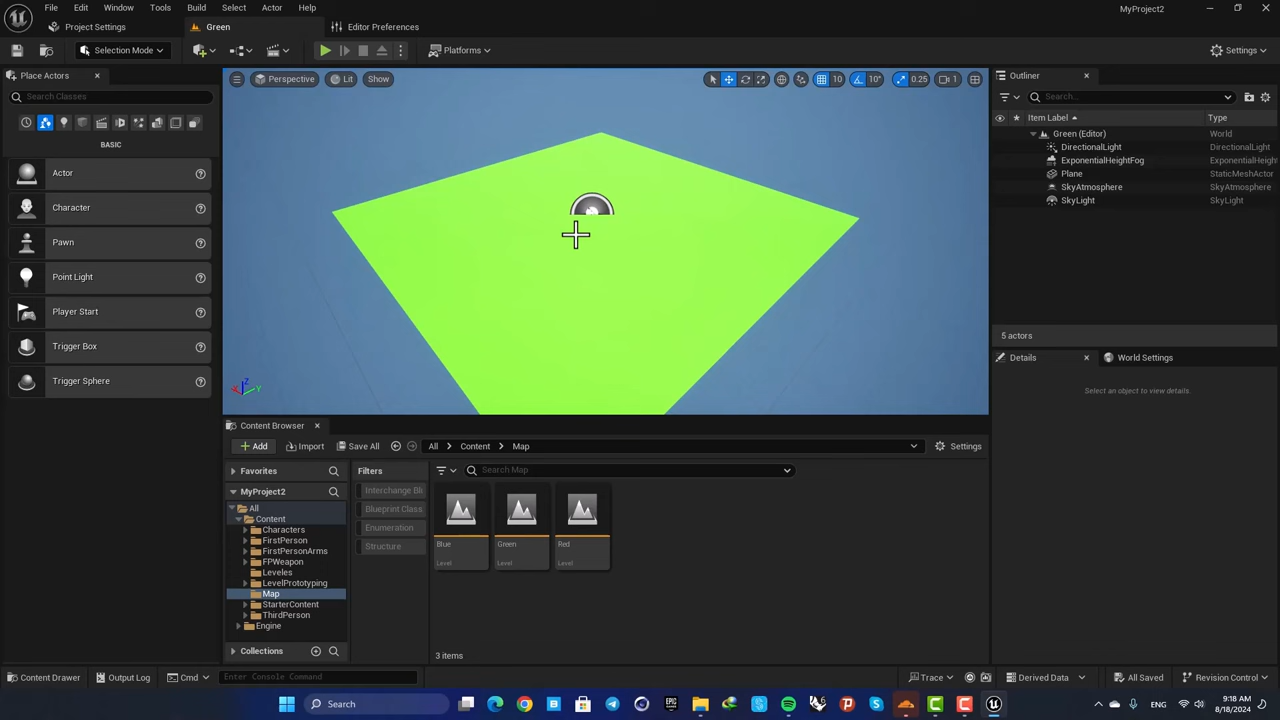 File Edit Window Tools Build Select Actor Help
MyProject2
Project Settings
Green
Editor Preferences
Selection Mode
Platforms
Settings
Place Actors
Search Classes
BASIC
Actor
Character
Pawn
Point Light
Player Start
Trigger Box
Trigger Sphere
Perspective
Lit
Show
10
10°
0.25
1
X Z Y
Outliner
Search...
Item Label
Type
Green (Editor)
World
DirectionalLight
DirectionalLight
ExponentialHeightFog
ExponentialHeigh
Plane
StaticMeshActor
SkyAtmosphere
SkyAtmosphere
SkyLight
SkyLight
5 actors
Details
World Settings
Select an object to view details.
Content Browser
Add
Import
Save All
All
Content
Map
Settings
Favorites
MyProject2
All
Content
Characters
FirstPerson
FirstPersonArms
FPWeapon
Leveles
LevelPrototyping
Map
StarterContent
ThirdPerson
Engine
Collections
Filters
Interchange Bl
Blueprint Class
Enumeration
Structure
Search Map
Blue
Level
Green
Level
Red
Level
3 items
Content Drawer
Output Log
Cmd
Enter Console Command
Trace
Derived Data
All Saved
Revision Control
Search
9:18 AM
8/18/2024